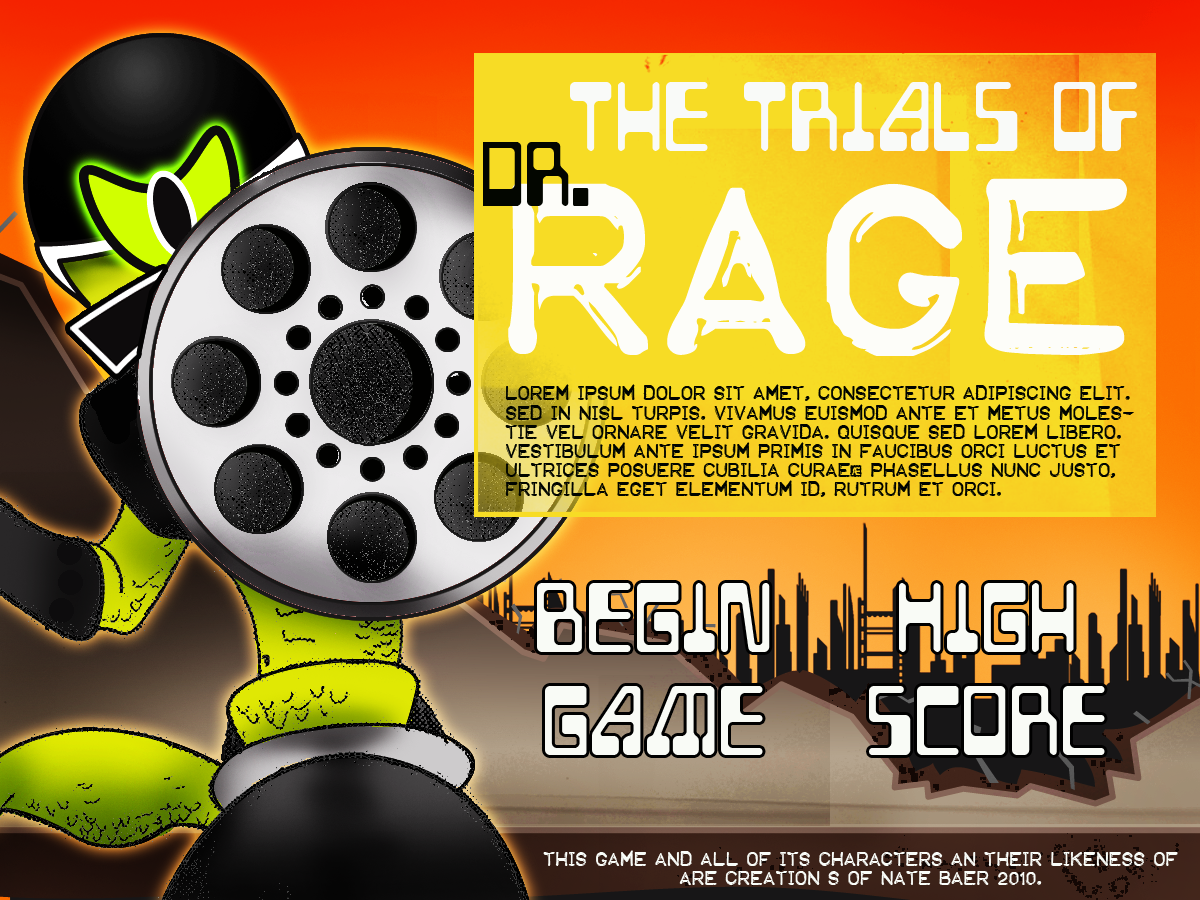 THE TRIALS OF
DR.
RAGE
LOREM IPSUM DOLOR SIT AMET, CONSECTETUR ADIPISCING ELIT.
SED IN NISL TURPIS. VIVAMUS EUISMOD ANTE ET METUS MOLES-
TIE VEL ORNARE VELIT GRAVIDA. QUISQUE SED LOREM LIBERO.
VESTIBULUM ANTE IPSUM PRIMIS IN FAUCIBUS ORCI LUCTUS ET
ULTRICES POSUERE CUBILIA CURAE PHASELLUS NUNC JUSTO,
FRINGILLA EGET ELEMENTUM ID, RUTRUM ET ORCI.
BEGIN
GAME
HIGH
SCORE
THIS GAME AND ALL OF ITS CHARACTERS AN THEIR LIKENESS OF
ARE CREATION S OF NATE BAER 2010.